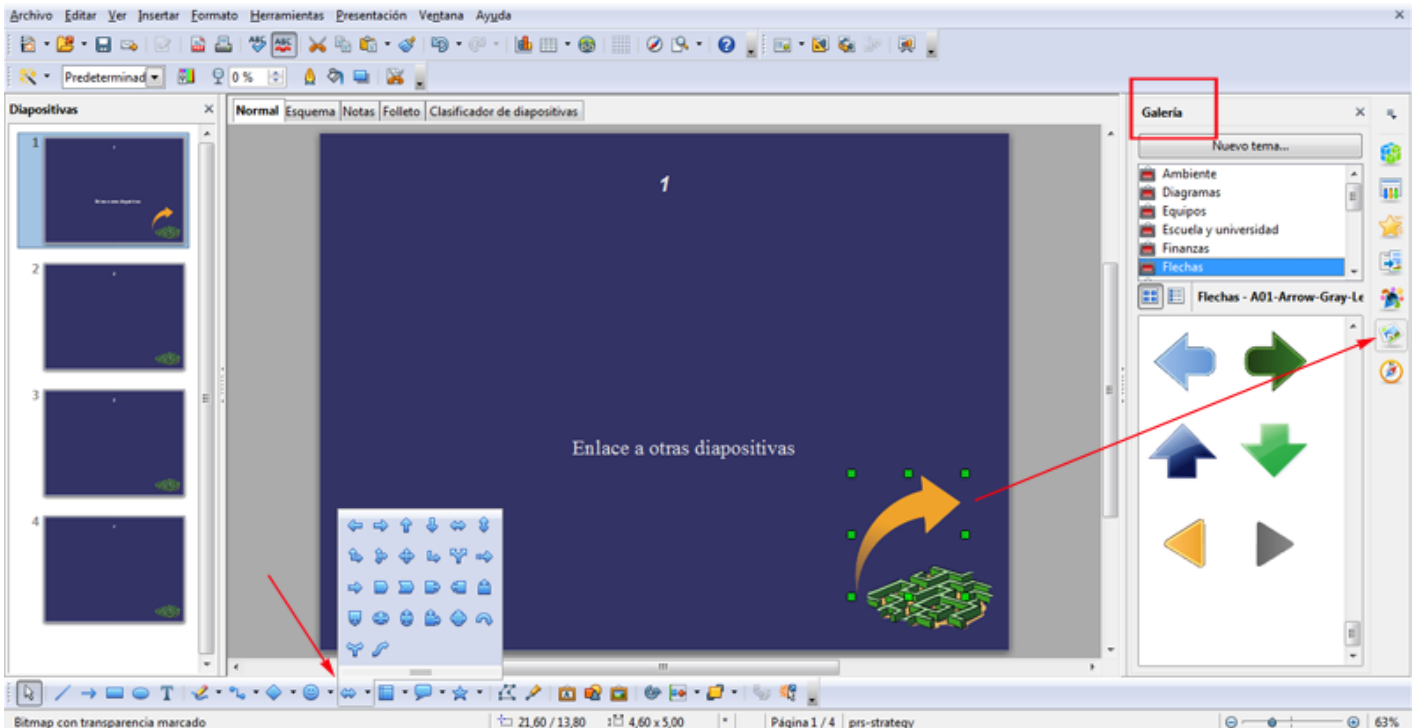 Archivo Editar Ver Insertar Formato Herramientas Presentación Ventana Ayuda
Predeterminad 0 %
Diapositivas
Normal Esquema Notas Folleto Clasificador de diapositivas
Galería
Nuevo tema...
Ambiente
Diagramas
Equipos
Escuela y universidad
Finanzas
Flechas
Flechas - A01-Arrow-Gray-Le
1
2
3
4
1
Enlace a otras diapositivas
Bitmap con transparencia marcado 21,60 / 13,80 4,60 x 5,00 * Página 1 / 4 prs-strategy 63%